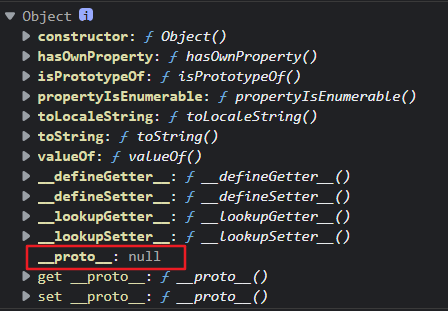 Object i
constructor: ƒ Object()
hasOwnProperty: ƒ hasOwnProperty()
isPrototypeOf: ƒ isPrototypeOf()
propertyIsEnumerable: ƒ propertyIsEnumerable()
toLocaleString: ƒ toLocaleString()
toString: ƒ toString()
valueOf: ƒ valueOf()
__defineGetter__: ƒ __defineGetter__()
__defineSetter__: ƒ __defineSetter__()
__lookupGetter__: ƒ __lookupGetter__()
__lookupSetter__: ƒ __lookupSetter__()
__proto__: null
get __proto__: ƒ __proto__()
set __proto__: ƒ __proto__()